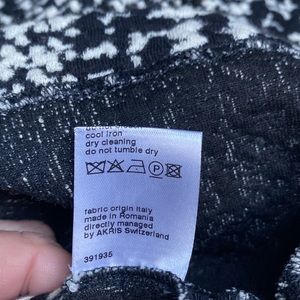 cool iron
dry cleaning
do not tumble dry
P
fabric origin Italy
made in Romania
directly managed
by AKRIS Switzerland
391935